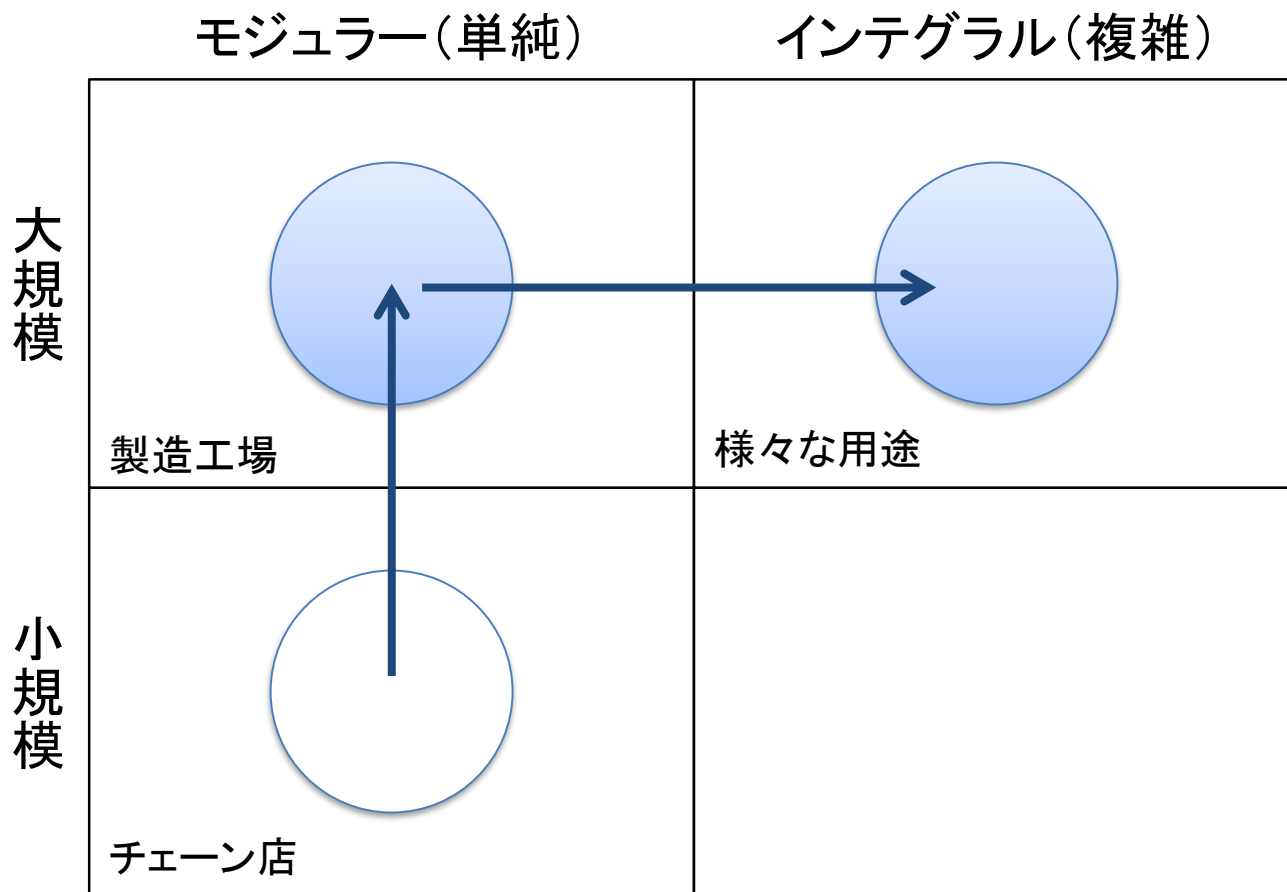 モジュラー（単純）
インテグラル（複雑）
大規模
製造工場
様々な用途
小規模
チェーン店